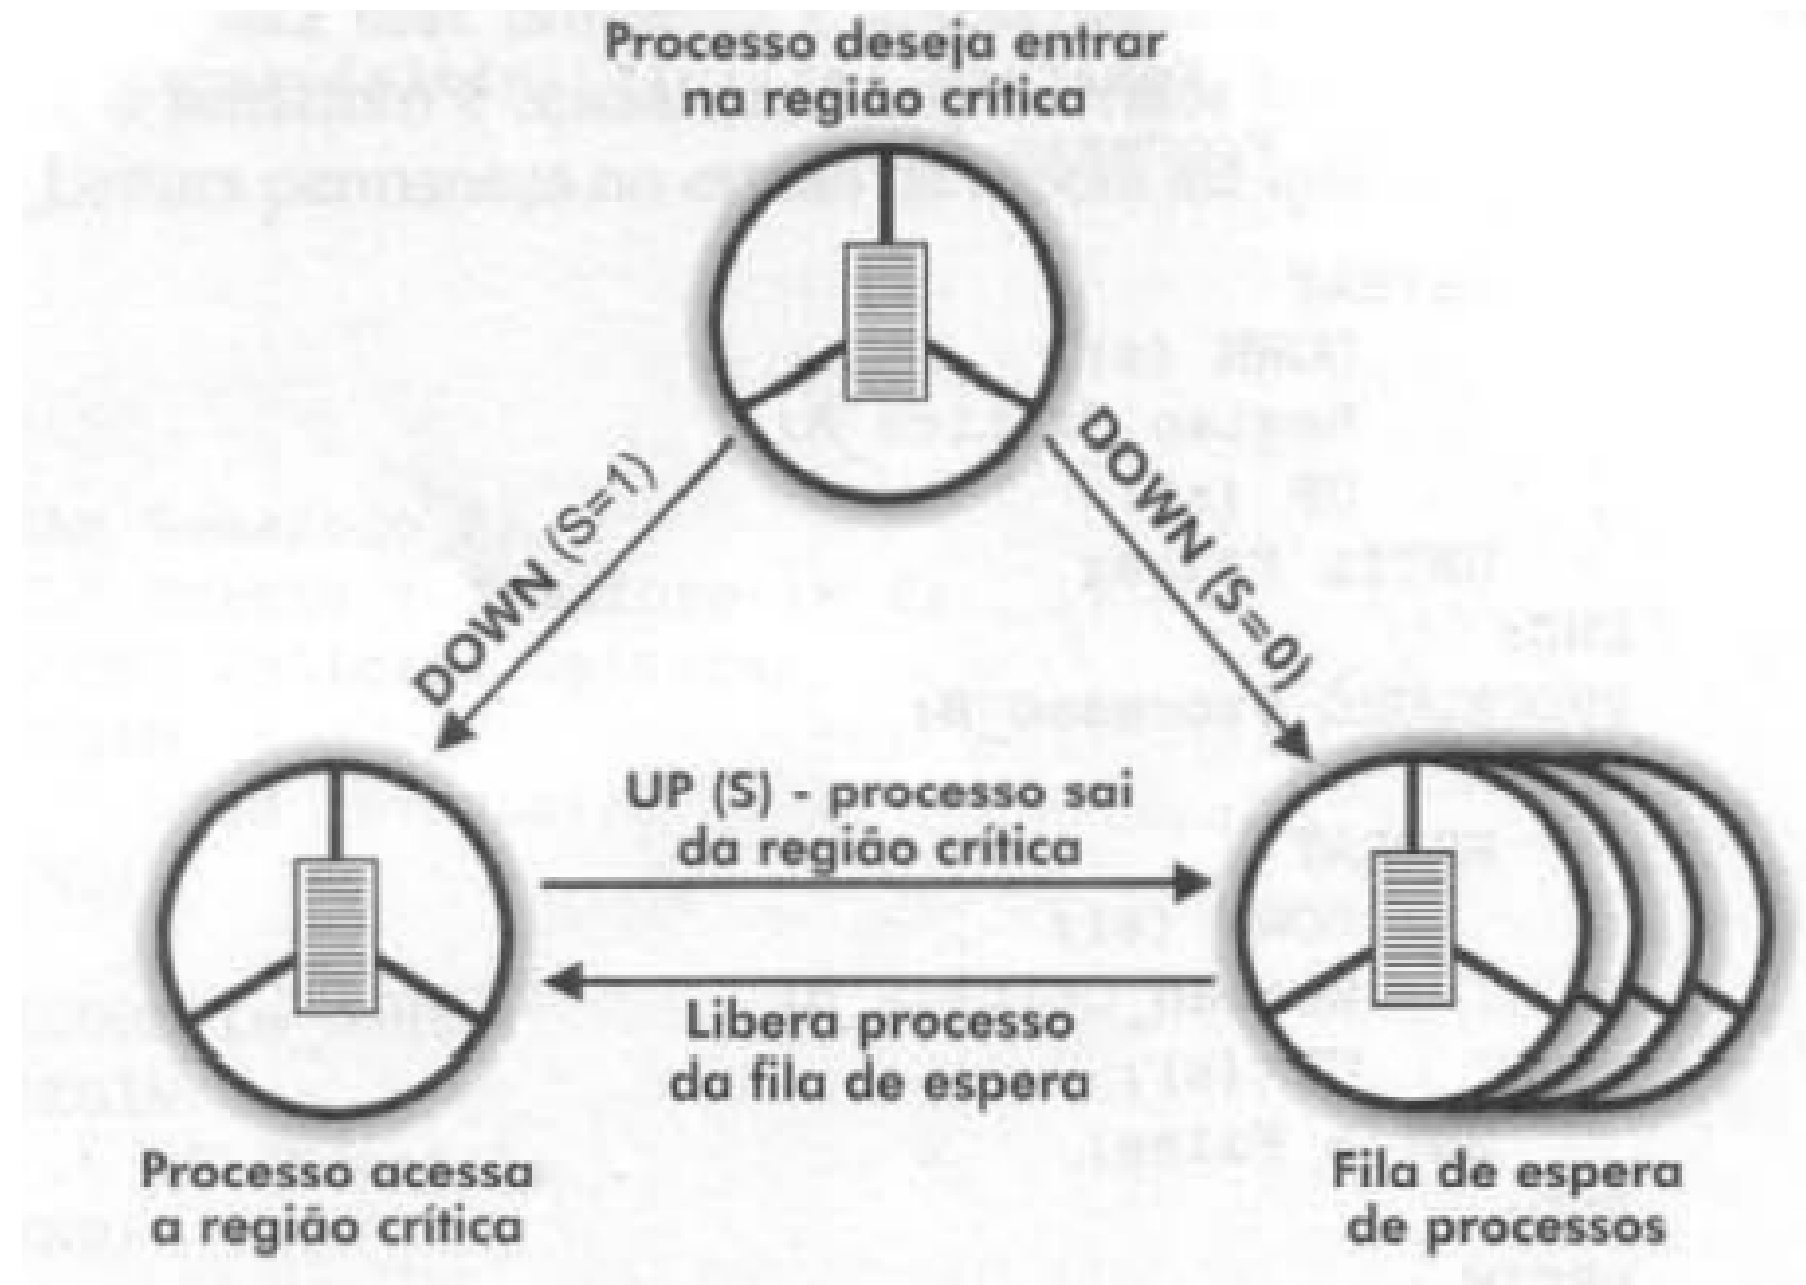 Processo deseja entrar
na região crítica
DOWN (S=1)
DOWN (S=0)
UP (S) - processo sai
da região crítica
Libera processo
da fila de espera
Processo acessa
a região crítica
Fila de espera
de processos